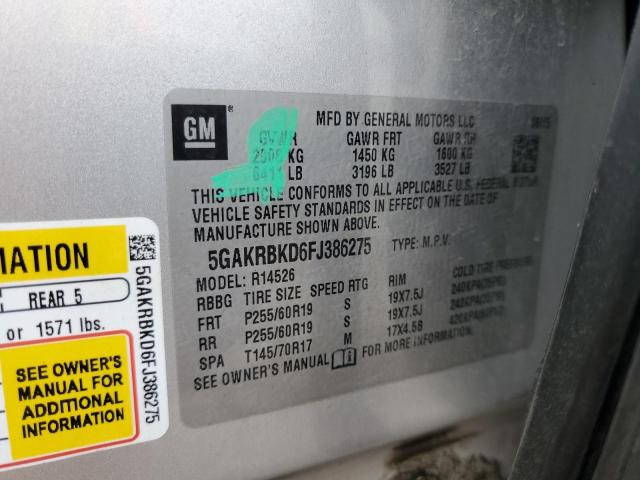 GM
MFD BY GENERAL MOTORS LLC
GVWR GAWR FRT GAWR RR
KG 1450 KG 1600 KG
LB 3196 LB 3527 LB
THIS VEHICLE CONFORMS TO ALL APPLICABLE U.S. FEDERAL
VEHICLE SAFETY STANDARDS IN EFFECT ON THE DATE OF
MANUFACTURE SHOWN ABOVE.
5GAKRBKD6FJ386275 TYPE: M.P.V.
MODEL: R14526
RBBG TIRE SIZE SPEED RTG RIM COLD TIRE PRESSURE
FRT P255/60R19 S 19X7.5J
RR P255/60R19 S 19X7.5J
SPA T145/70R17 M 17X4.5B
SEE OWNER'S MANUAL FOR MORE INFORMATION.
MATION
REAR 5
or 1571 lbs.
SEE OWNER'S
MANUAL FOR
ADDITIONAL
INFORMATION
5GAKRBKD6FJ386275